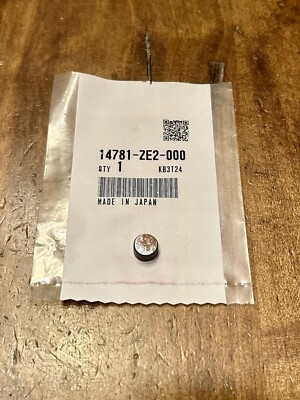 14781-ZE2-000
QTY 1 KB3T24
MADE IN JAPAN